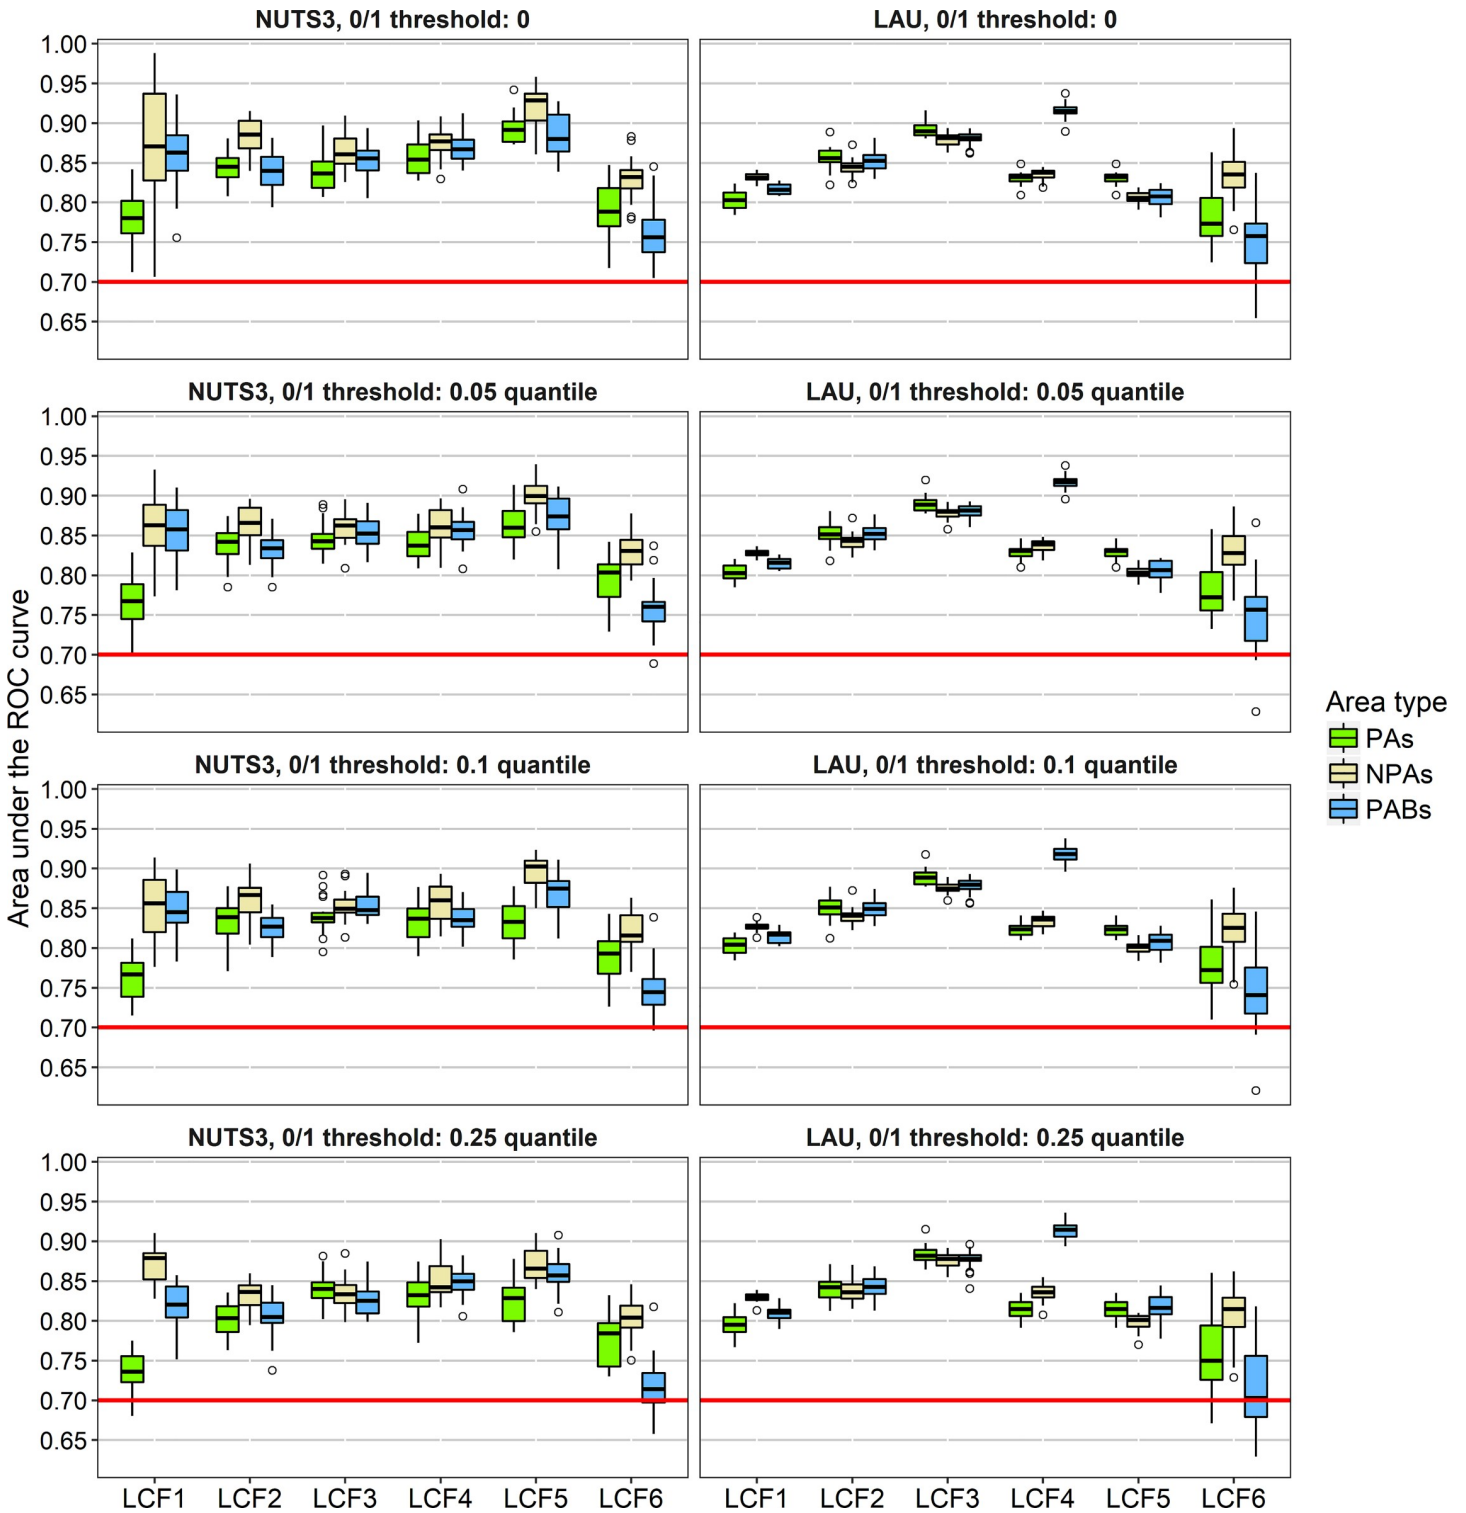 NUTS3, 0/1 threshold: 0
LAU, 0/1 threshold: 0
1.00
0.95
0.90
0.85
0.80
0.75
0.70
0.65
NUTS3, 0/1 threshold: 0.05 quantile
LAU, 0/1 threshold: 0.05 quantile
1.00
0.95
0.90
0.85
0.80
0.75
0.70
0.65
NUTS3, 0/1 threshold: 0.1 quantile
LAU, 0/1 threshold: 0.1 quantile
1.00
0.95
0.90
0.85
0.80
0.75
0.70
0.65
NUTS3, 0/1 threshold: 0.25 quantile
LAU, 0/1 threshold: 0.25 quantile
1.00
0.95
0.90
0.85
0.80
0.75
0.70
0.65
LCF1 LCF2 LCF3 LCF4 LCF5 LCF6
LCF1 LCF2 LCF3 LCF4 LCF5 LCF6
Area under the ROC curve
Area type
PAs
NPAs
PABs